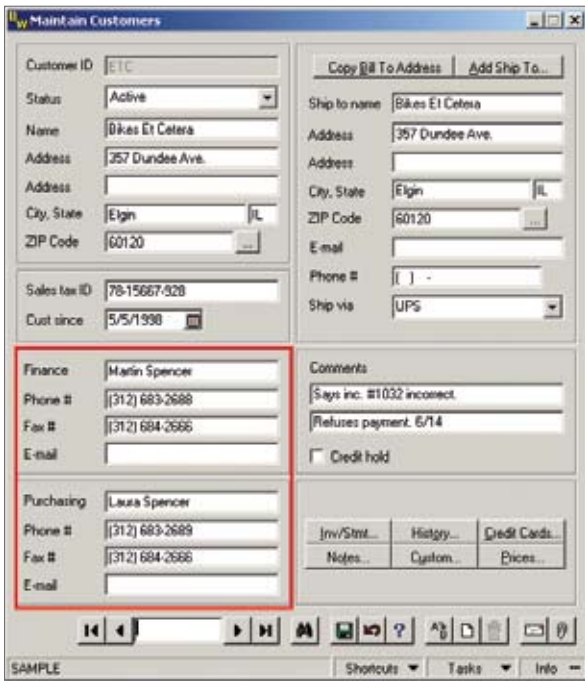 Maintain Customers
Customer ID ETC
Status Active
Name Bikes Et Cetera
Address 357 Dundee Ave.
Address
City, State Elgin IL
ZIP Code 60120 ...
Sales tax ID 78-15667-928
Cust since 5/5/1998
Finance Martin Spencer
Phone # (312) 683-2688
Fax # (312) 684-2666
E-mail
Purchasing Laura Spencer
Phone # (312) 683-2689
Fax # (312) 684-2666
E-mail
Copy Bill To Address Add Ship To...
Ship to name Bikes Et Cetera
Address 357 Dundee Ave.
Address
City, State Elgin IL
ZIP Code 60120 ...
E-mail
Phone # ( ) -
Ship via UPS
Comments
Says inc. #1032 incorrect.
Refuses payment. 6/14
Credit hold
Inv/Stmt... History... Credit Cards...
Notes... Custom... Prices...
SAMPLE Shortcuts Tasks Info